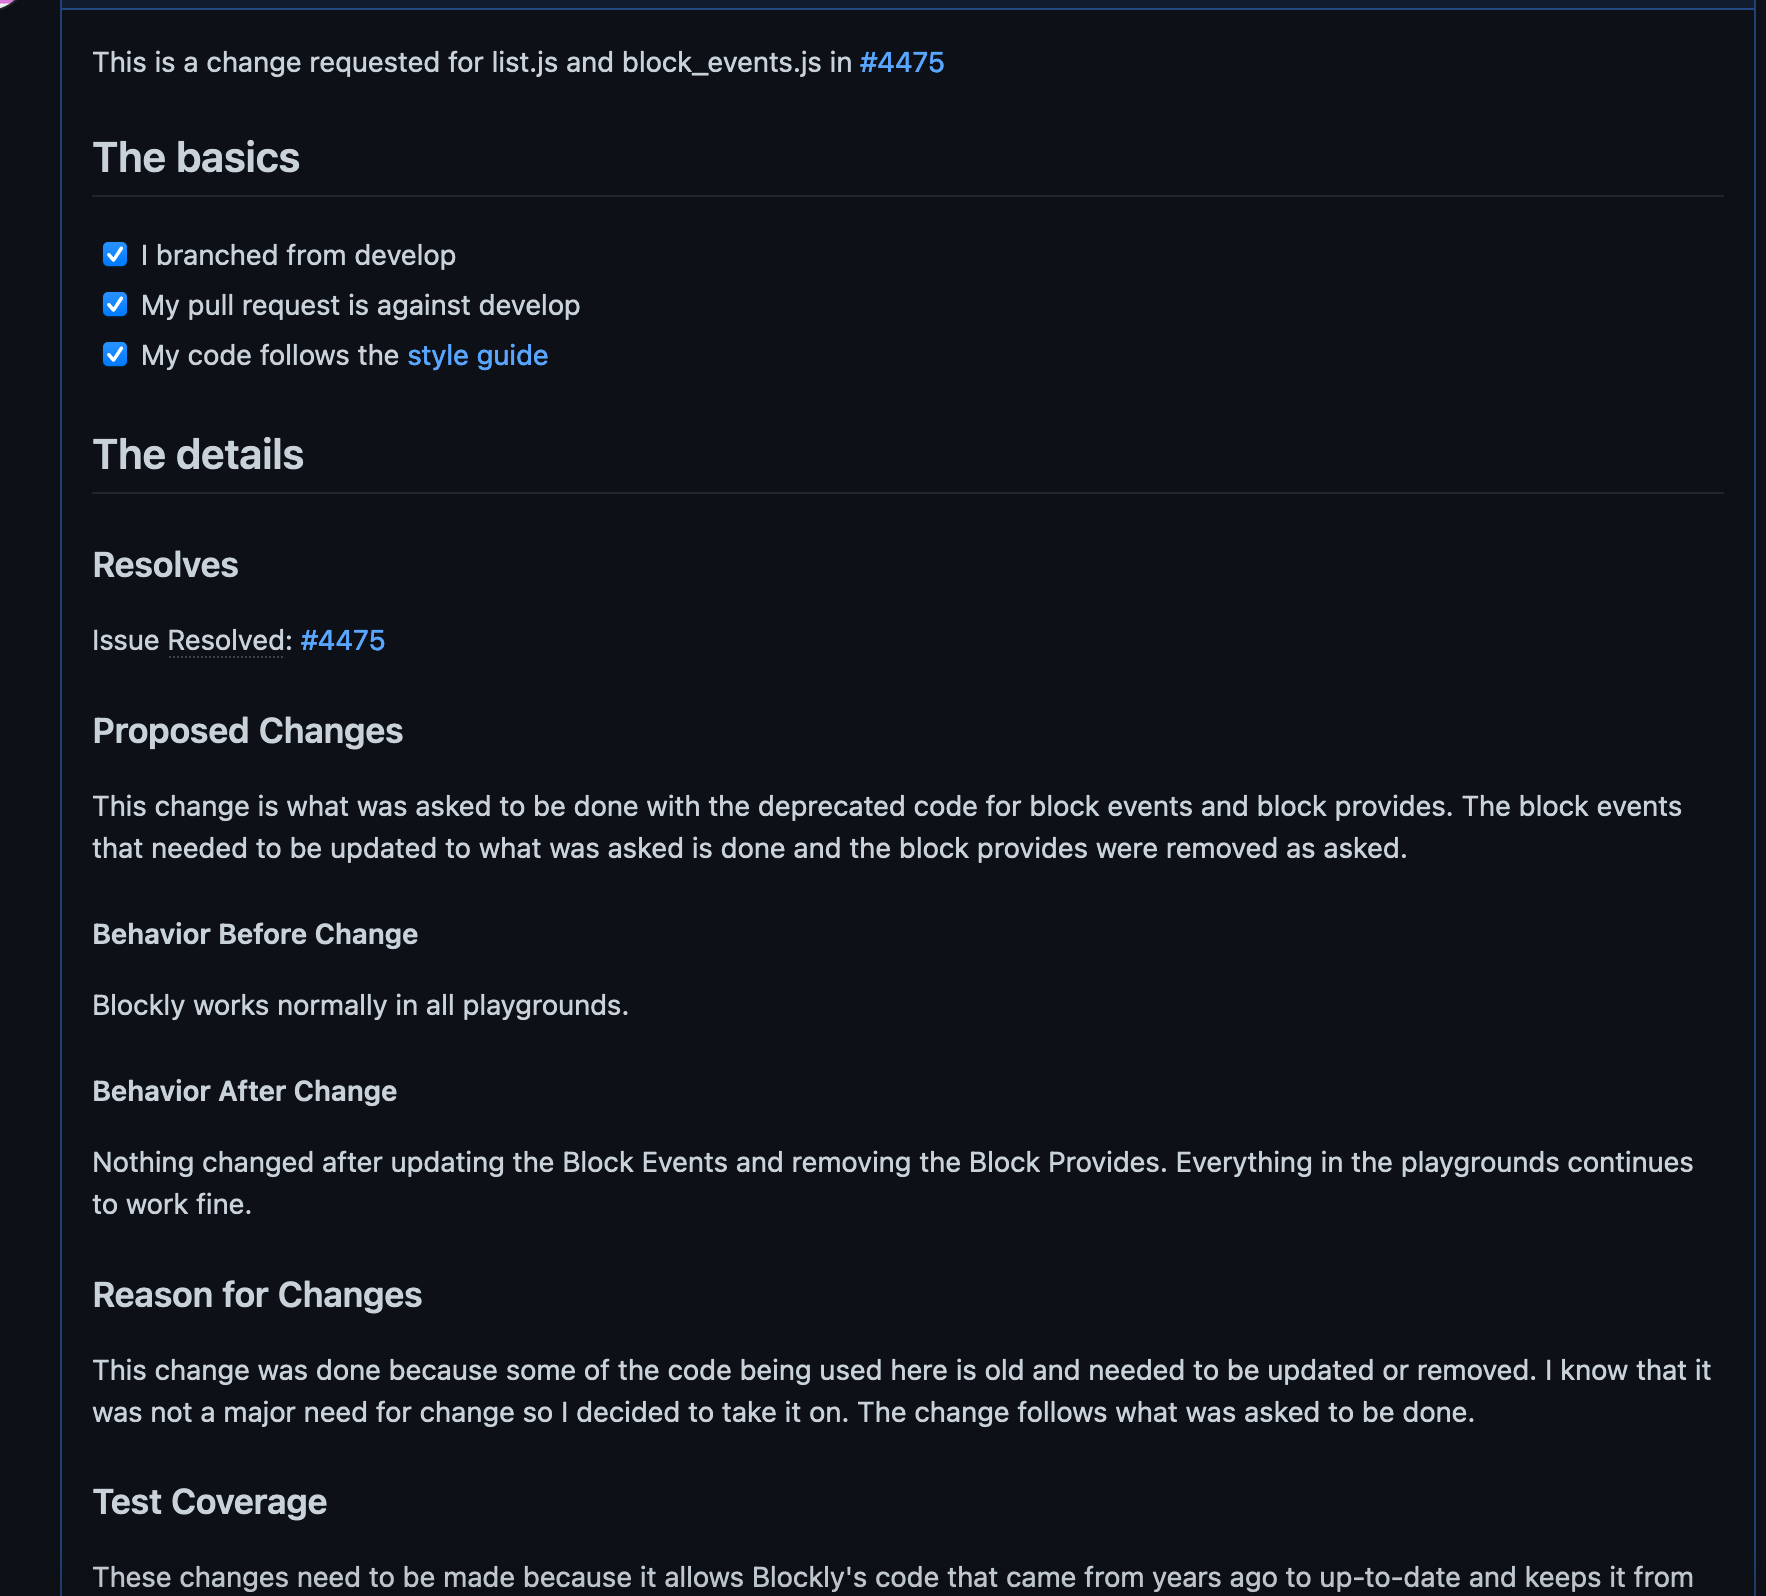 This is a change requested for list.js and block_events.js in #4475
The basics
I branched from develop
My pull request is against develop
My code follows the style guide
The details
Resolves
Issue Resolved: #4475
Proposed Changes
This change is what was asked to be done with the deprecated code for block events and block provides. The block events
that needed to be updated to what was asked is done and the block provides were removed as asked.
Behavior Before Change
Blockly works normally in all playgrounds.
Behavior After Change
Nothing changed after updating the Block Events and removing the Block Provides. Everything in the playgrounds continues
to work fine.
Reason for Changes
This change was done because some of the code being used here is old and needed to be updated or removed. I know that it
was not a major need for change so I decided to take it on. The change follows what was asked to be done.
Test Coverage
These changes need to be made because it allows Blockly's code that came from years ago to up-to-date and keeps it from